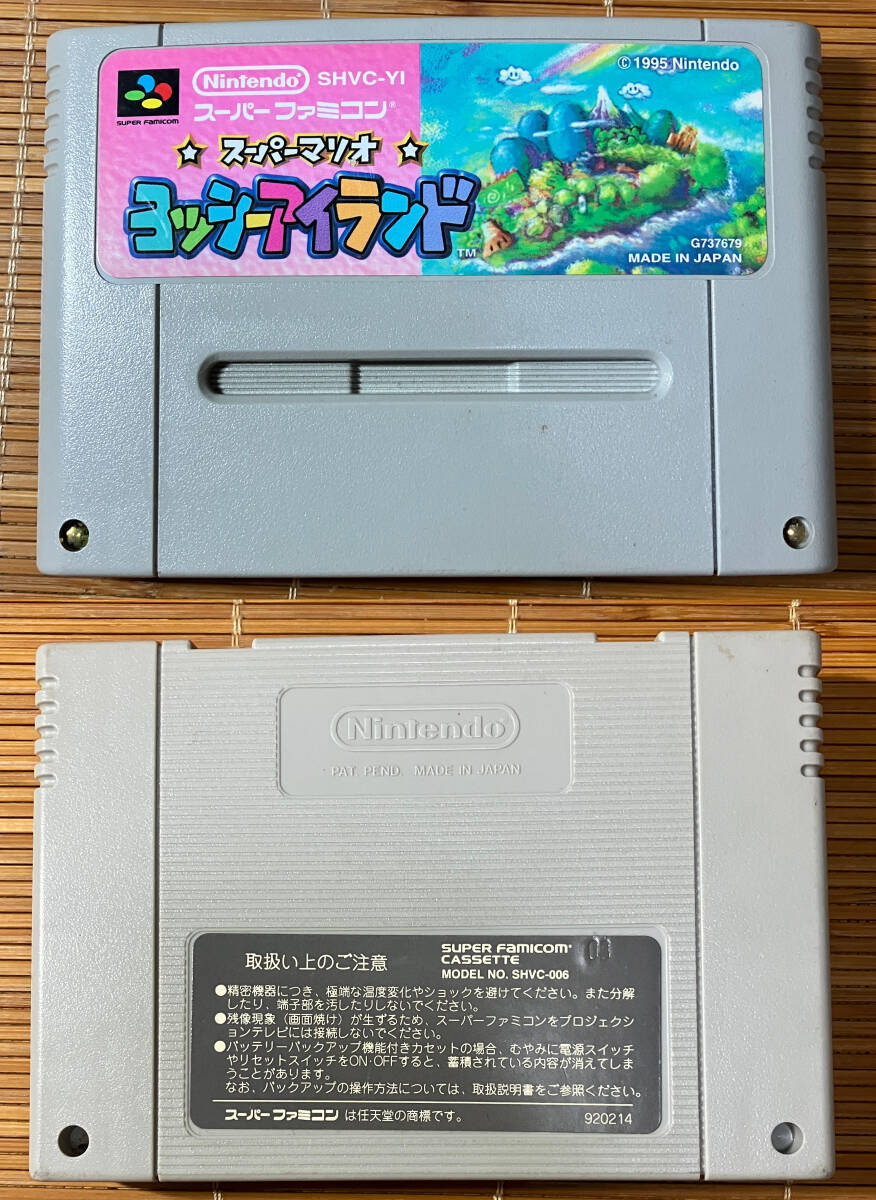 Nintendo SHVC-YI
SUPER FAMICOM
スーパーファミコン®
© 1995 Nintendo
スーパーマリオ
ヨッシーアイランド™
G737679
MADE IN JAPAN
Nintendo
PAT. PEND. MADE IN JAPAN
取扱い上のご注意
SUPER FAMICOM®
CASSETTE
MODEL NO. SHVC-006
●精密機器につき、極端な温度変化やショックを避けてください。また分解
したり、端子部を汚したりしないでください。
●残像現象（画面焼け）が生ずるため、スーパーファミコンをプロジェクシ
ョンテレビには接続しないでください。
●バッテリーバックアップ機能付きカセットの場合、むやみに電源スイッチ
やリセットスイッチをON·OFFすると、蓄積されている内容が消えてしま
うことがあります。
なお、バックアップの操作方法については、取扱説明書をご参照ください。
スーパーファミコン は任天堂の商標です。
920214